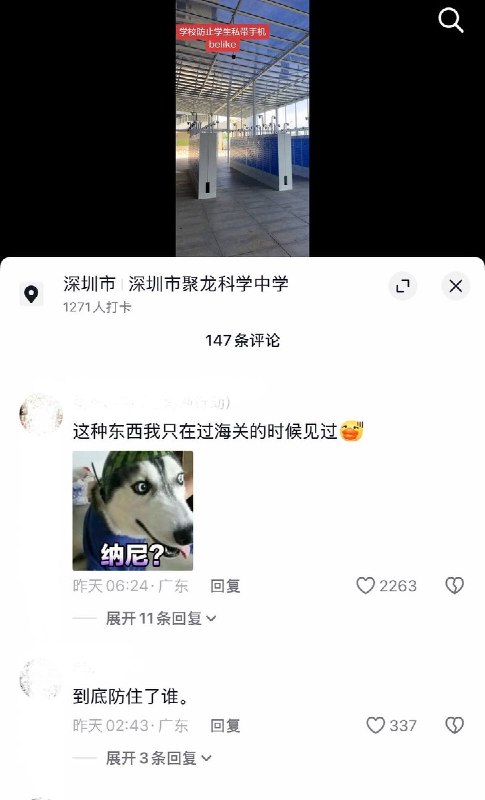 学校防止学生私带手机
belike
深圳市 深圳市聚龙科学中学
1271人打卡
147条评论
这种东西我只在过海关的时候见过
纳尼?
昨天 06:24 · 广东 回复 2263
展开11条回复
到底防住了谁。
昨天 02:43 · 广东 回复 337
展开3条回复